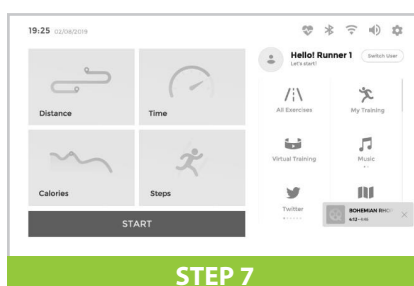 19:25 02/08/2019
Hello! Runner 1
Let's start!
Switch User
Distance
Time
All Exercises
My Training
Virtual Training
Music
Calories
Steps
Twitter
BOHEMIAN RHO
START
STEP 7